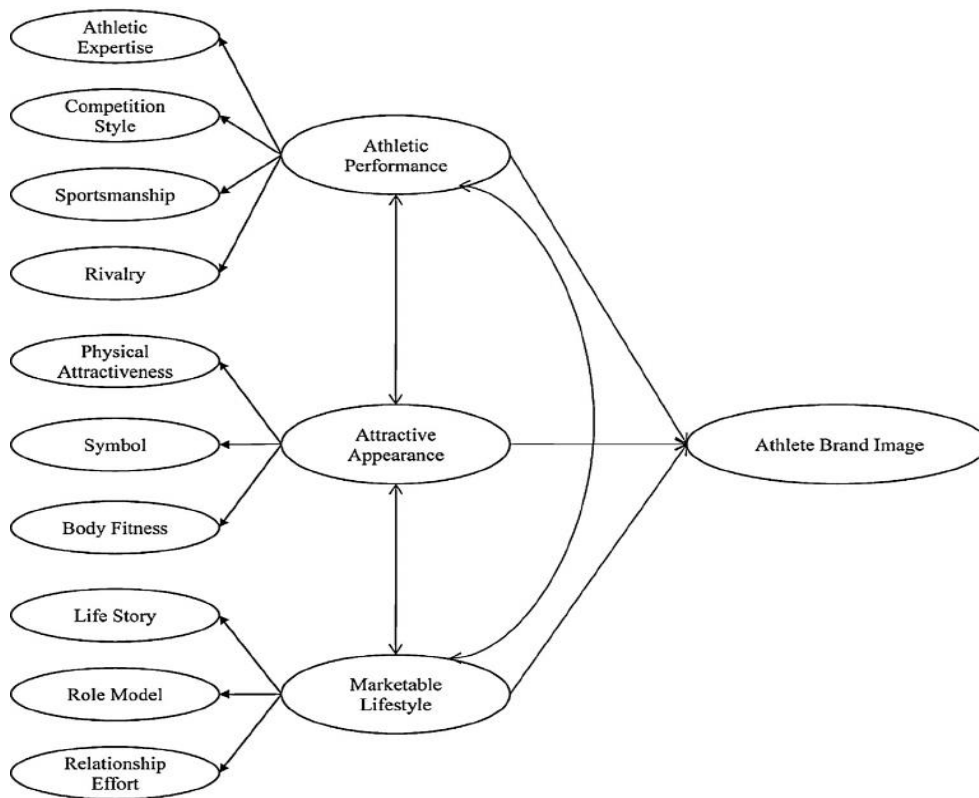 Athletic
Expertise
Competition
Style
Sportsmanship
Rivalry
Athletic
Performance
Physical
Attractiveness
Symbol
Body Fitness
Attractive
Appearance
Athlete Brand Image
Life Story
Role Model
Relationship
Effort
Marketable
Lifestyle